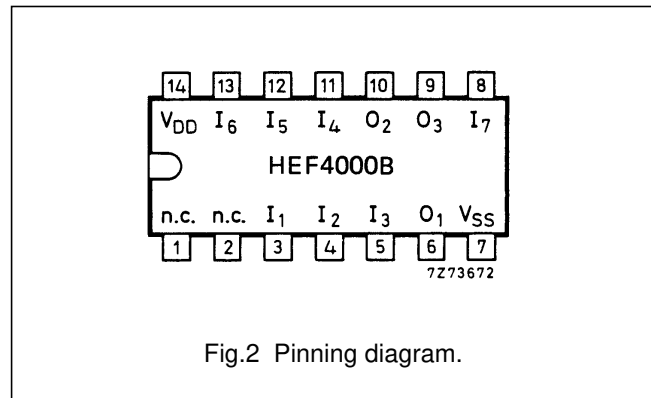 14 13 12 11 10 9 8
VDD I6 I5 I4 O2 O3 I7
HEF4000B
n.c. n.c. I1 I2 I3 O1 VSS
1 2 3 4 5 6 7
7Z73672
Fig.2 Pinning diagram.